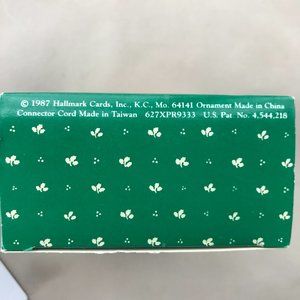 © 1987 Hallmark Cards, Inc., K.C., Mo. 64141 Ornament Made in China
Connector Cord Made in Taiwan 627XPR9333 U.S. Pat. No. 4,544,218